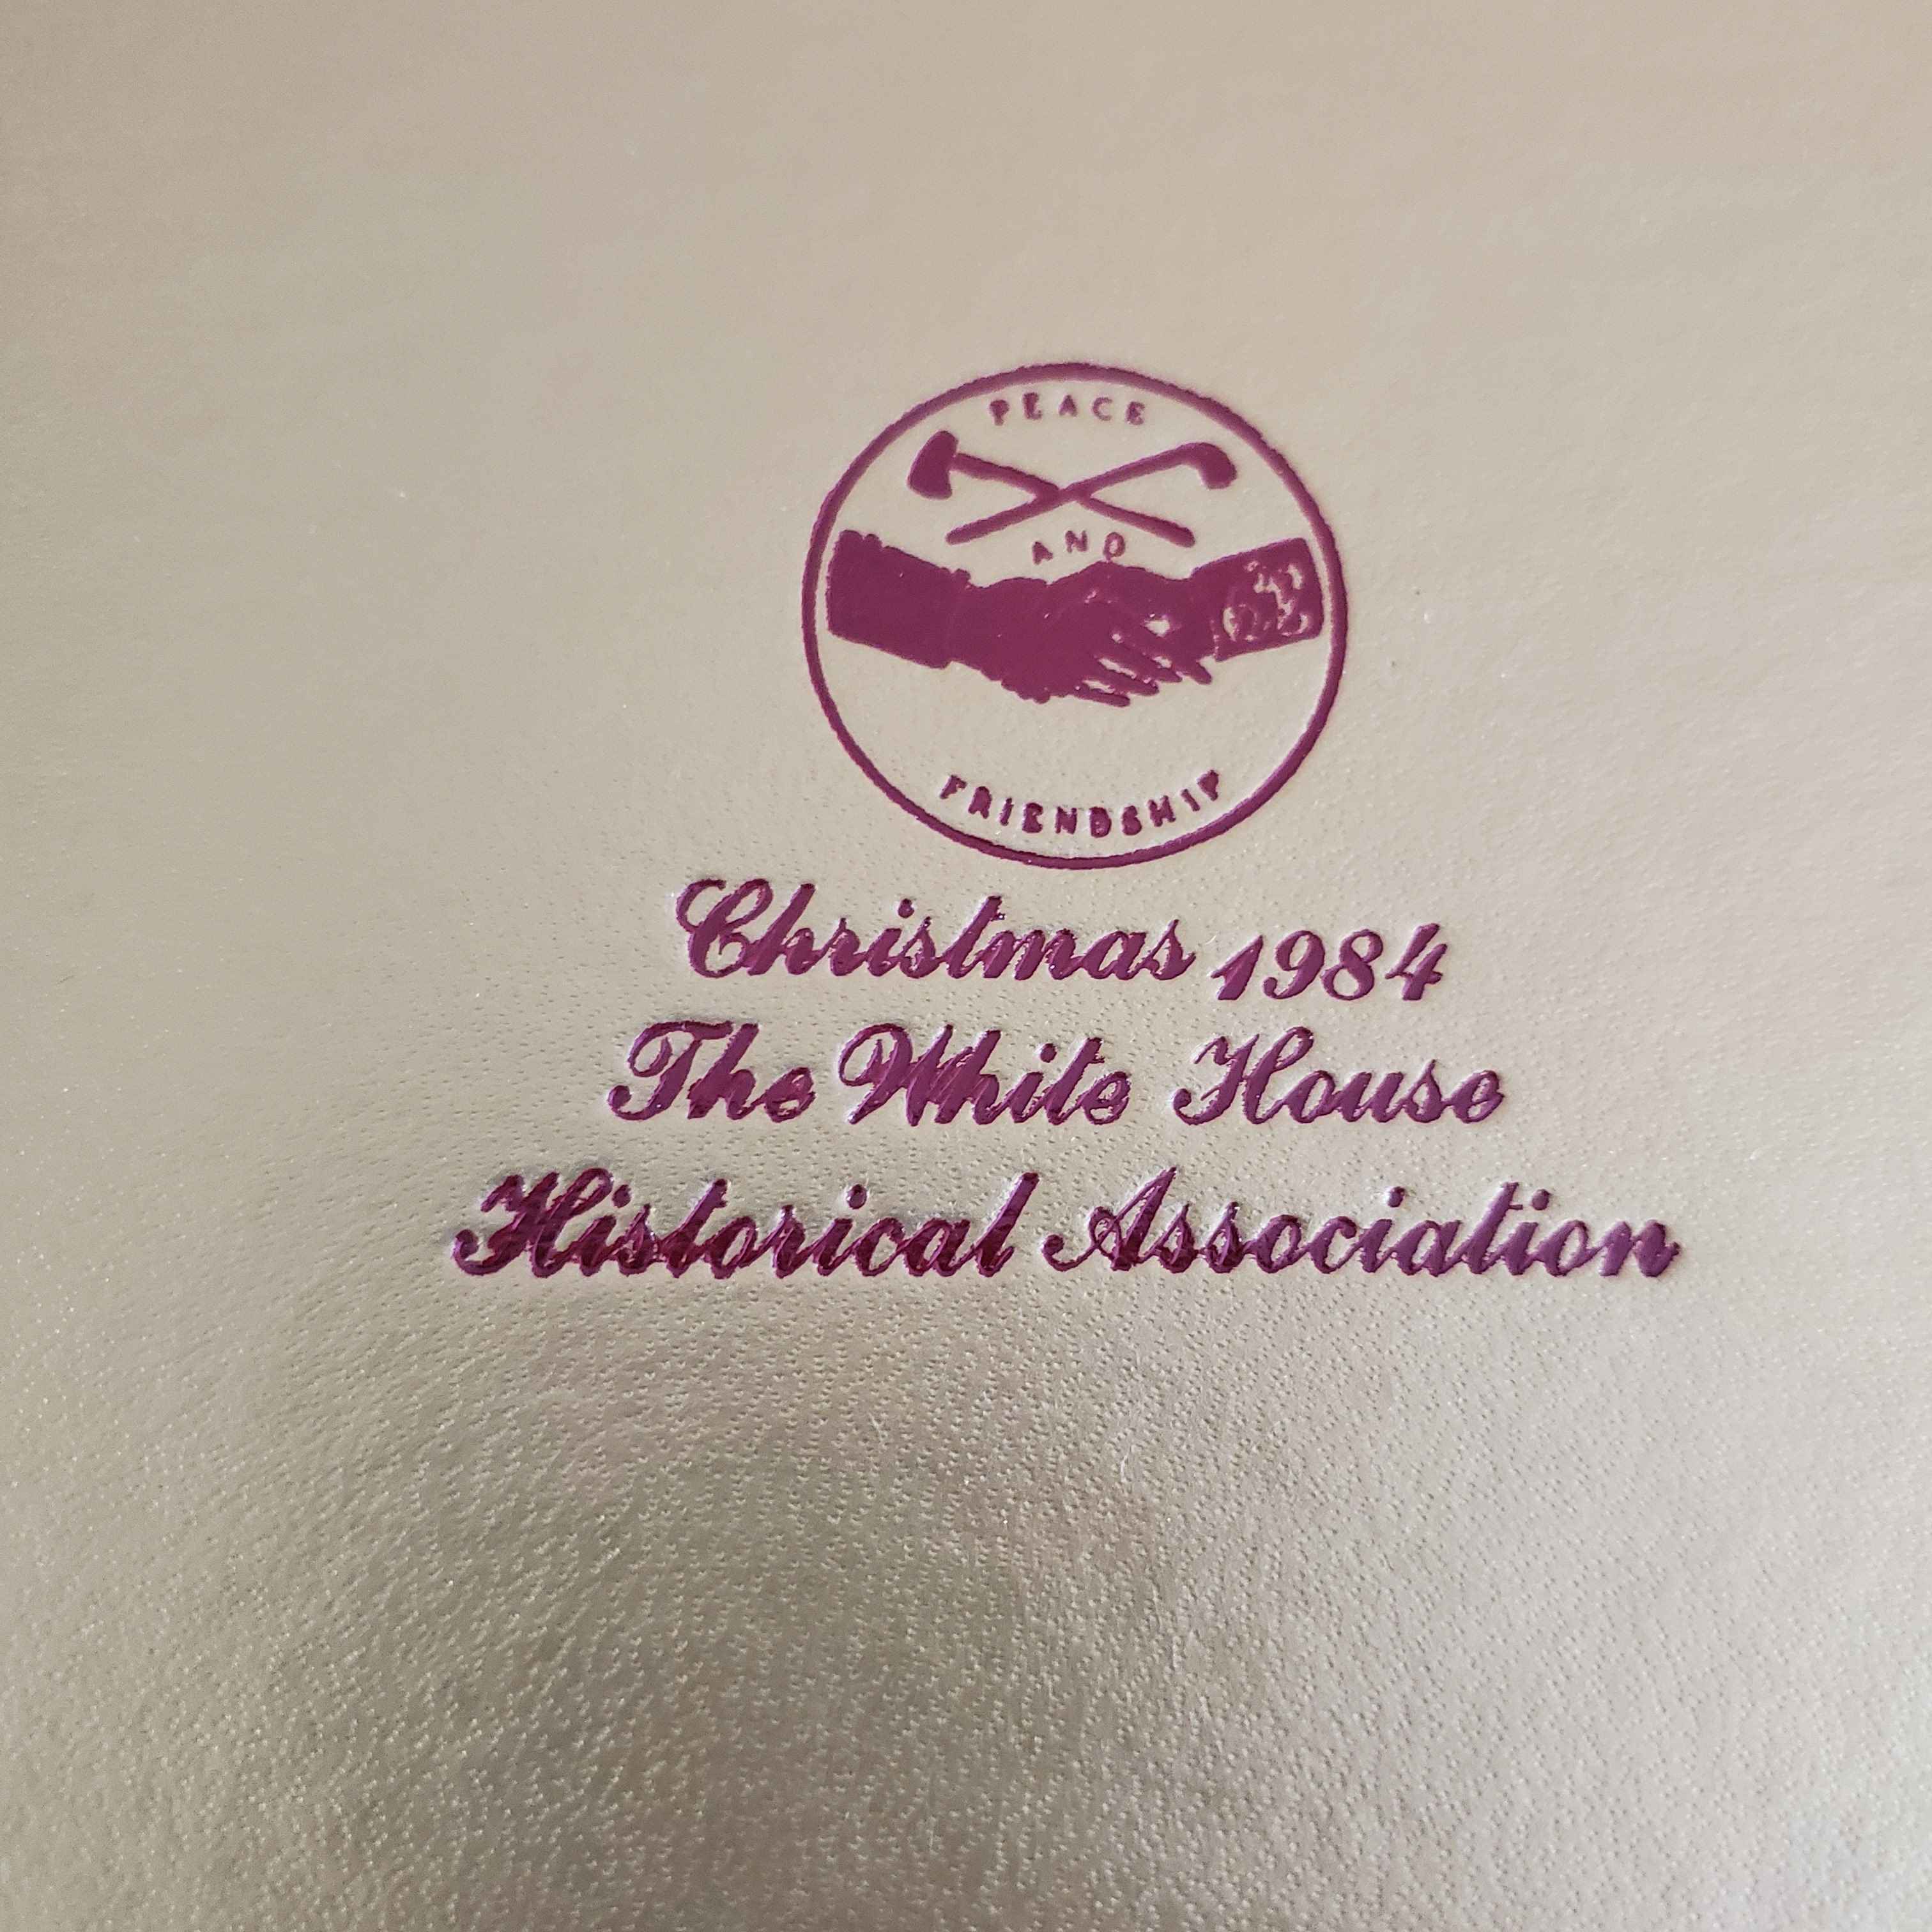 PEACE
AND
FRIENDSHIP
Christmas 1984
The White House
Historical Association